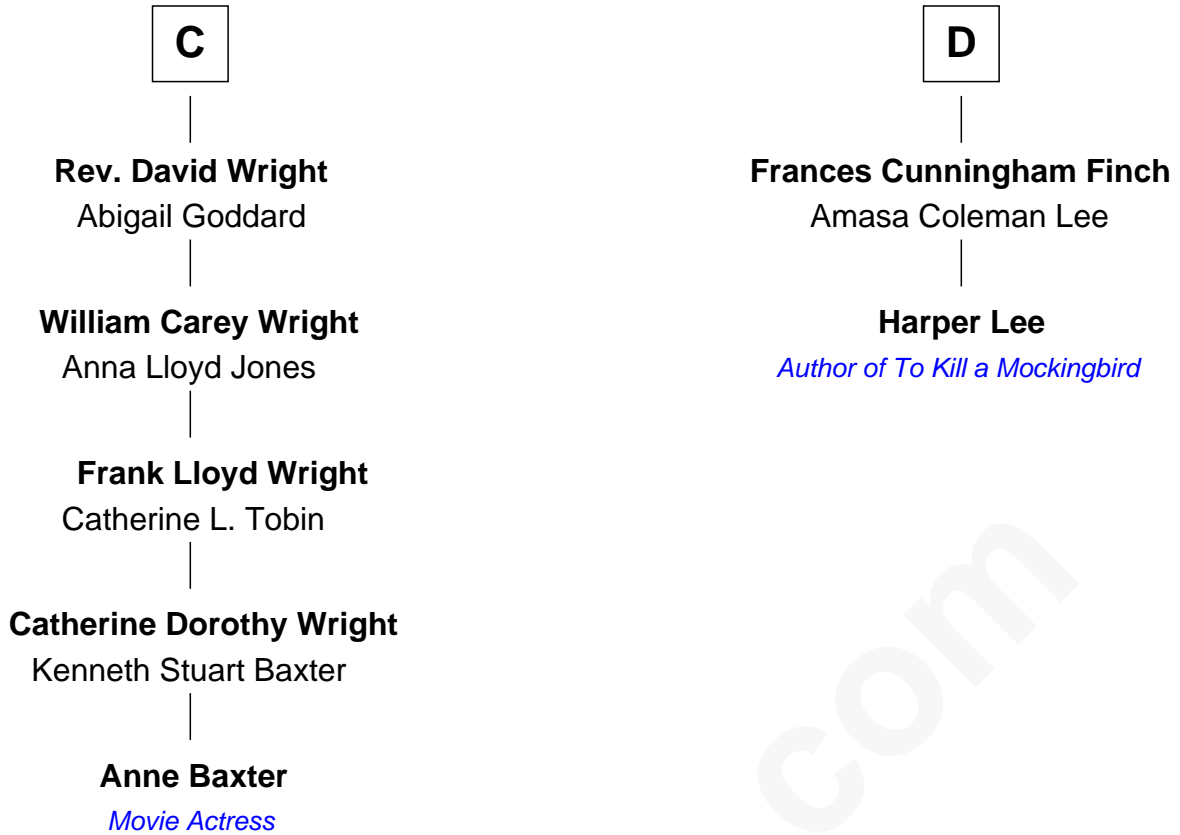 C
Rev. David Wright
Abigail Goddard
William Carey Wright
Anna Lloyd Jones
Frank Lloyd Wright
Catherine L. Tobin
Catherine Dorothy Wright
Kenneth Stuart Baxter
Anne Baxter
Movie Actress
D
Frances Cunningham Finch
Amasa Coleman Lee
Harper Lee
Author of To Kill a Mockingbird
com